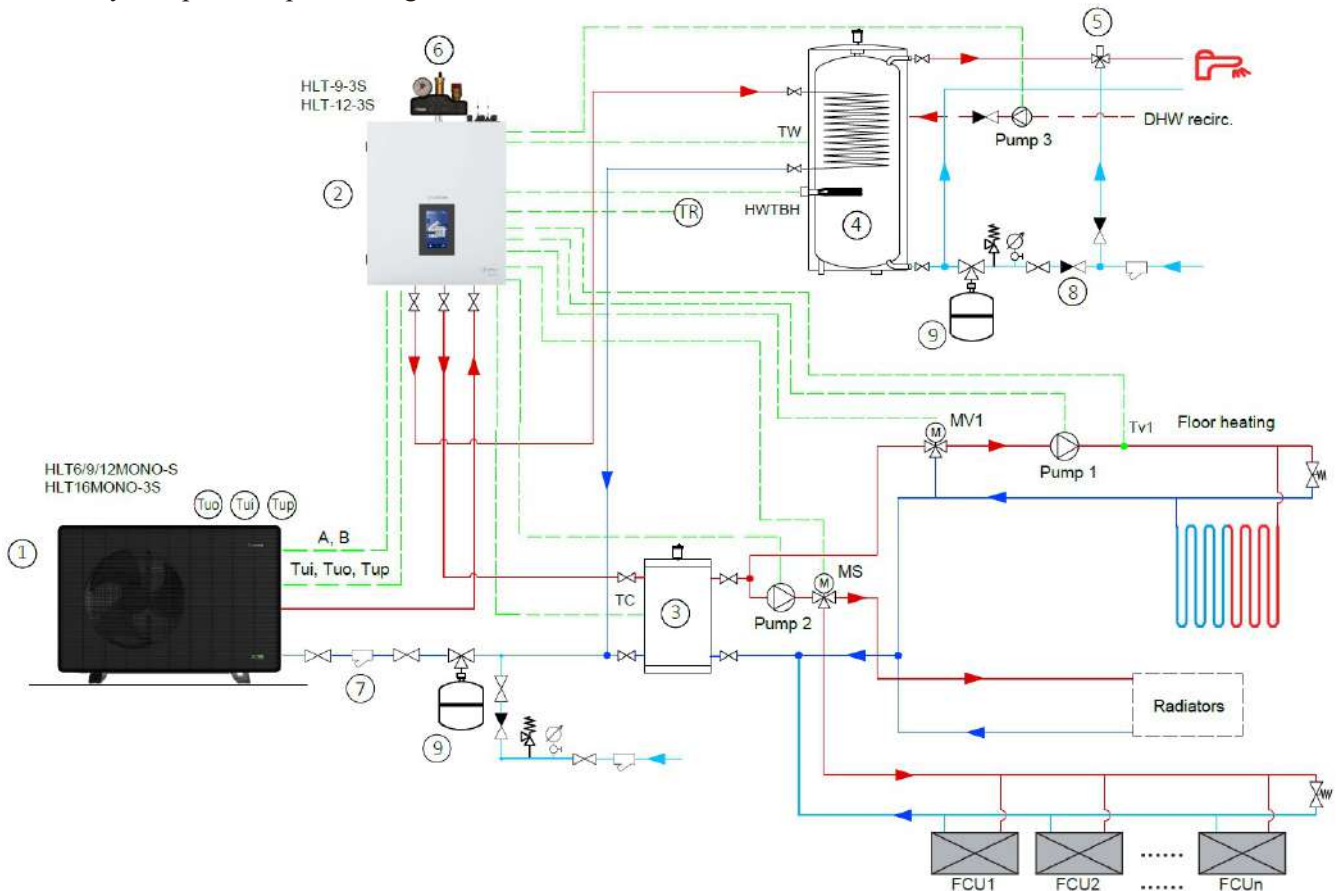 6
5
HLT-9-3S
HLT-12-3S
TW
DHW recirc.
Pump 3
2
TR
HWTBH
4
8
9
MV1
M
Tv1
Floor heating
Pump 1
HLT6/9/12MONO-S
HLT16MONO-3S
Tuo
Tui
Tup
1
A, B
Tui, Tuo, Tup
MS
M
TC
3
Pump 2
7
9
Radiators
FCU1
FCU2
......
......
FCUn